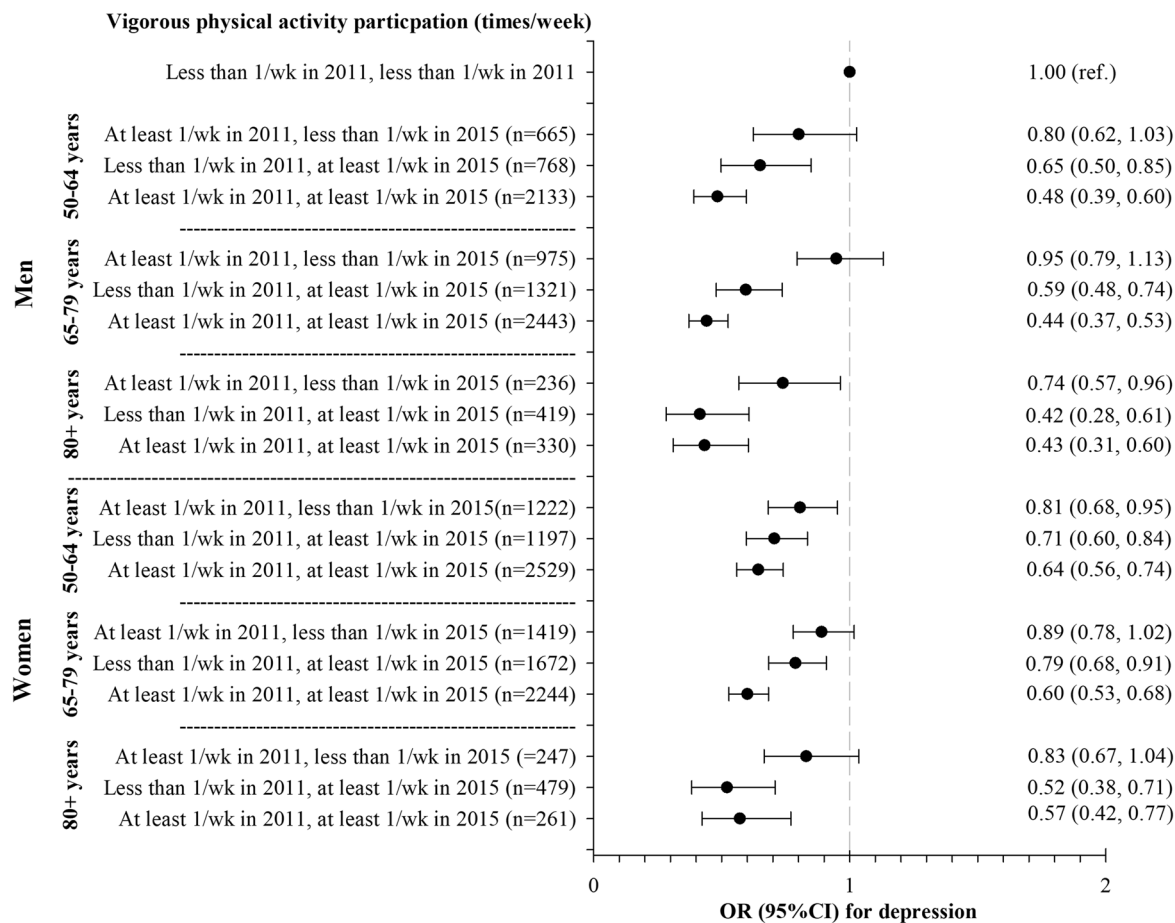 Vigorous physical activity particpation (times/week)
Less than 1/wk in 2011, less than 1/wk in 2011 1.00 (ref.)
Men
50-64 years
At least 1/wk in 2011, less than 1/wk in 2015 (n=665) 0.80 (0.62, 1.03)
Less than 1/wk in 2011, at least 1/wk in 2015 (n=768) 0.65 (0.50, 0.85)
At least 1/wk in 2011, at least 1/wk in 2015 (n=2133) 0.48 (0.39, 0.60)
65-79 years
At least 1/wk in 2011, less than 1/wk in 2015 (n=975) 0.95 (0.79, 1.13)
Less than 1/wk in 2011, at least 1/wk in 2015 (n=1321) 0.59 (0.48, 0.74)
At least 1/wk in 2011, at least 1/wk in 2015 (n=2443) 0.44 (0.37, 0.53)
80+ years
At least 1/wk in 2011, less than 1/wk in 2015 (n=236) 0.74 (0.57, 0.96)
Less than 1/wk in 2011, at least 1/wk in 2015 (n=419) 0.42 (0.28, 0.61)
At least 1/wk in 2011, at least 1/wk in 2015 (n=330) 0.43 (0.31, 0.60)
Women
50-64 years
At least 1/wk in 2011, less than 1/wk in 2015(n=1222) 0.81 (0.68, 0.95)
Less than 1/wk in 2011, at least 1/wk in 2015 (n=1197) 0.71 (0.60, 0.84)
At least 1/wk in 2011, at least 1/wk in 2015 (n=2529) 0.64 (0.56, 0.74)
65-79 years
At least 1/wk in 2011, less than 1/wk in 2015 (n=1419) 0.89 (0.78, 1.02)
Less than 1/wk in 2011, at least 1/wk in 2015 (n=1672) 0.79 (0.68, 0.91)
At least 1/wk in 2011, at least 1/wk in 2015 (n=2244) 0.60 (0.53, 0.68)
80+ years
At least 1/wk in 2011, less than 1/wk in 2015 (=247) 0.83 (0.67, 1.04)
Less than 1/wk in 2011, at least 1/wk in 2015 (n=479) 0.52 (0.38, 0.71)
At least 1/wk in 2011, at least 1/wk in 2015 (n=261) 0.57 (0.42, 0.77)
0 1 2
OR (95%CI) for depression